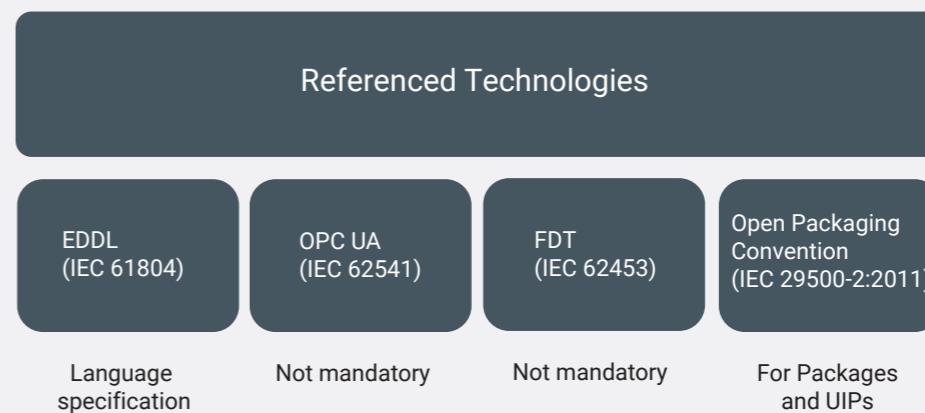 Referenced Technologies
EDDL
(IEC 61804)
OPC UA
(IEC 62541)
FDT
(IEC 62453)
Open Packaging
Convention
(IEC 29500-2:2011)
Language
specification
Not mandatory
Not mandatory
For Packages
and UIPs